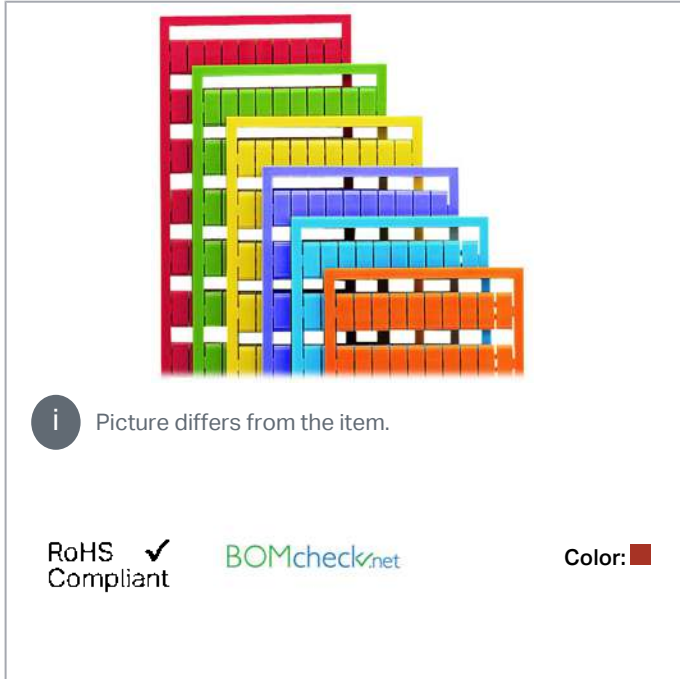 i Picture differs from the item.
RoHS ✓
Compliant
BOMcheck.net
Color: